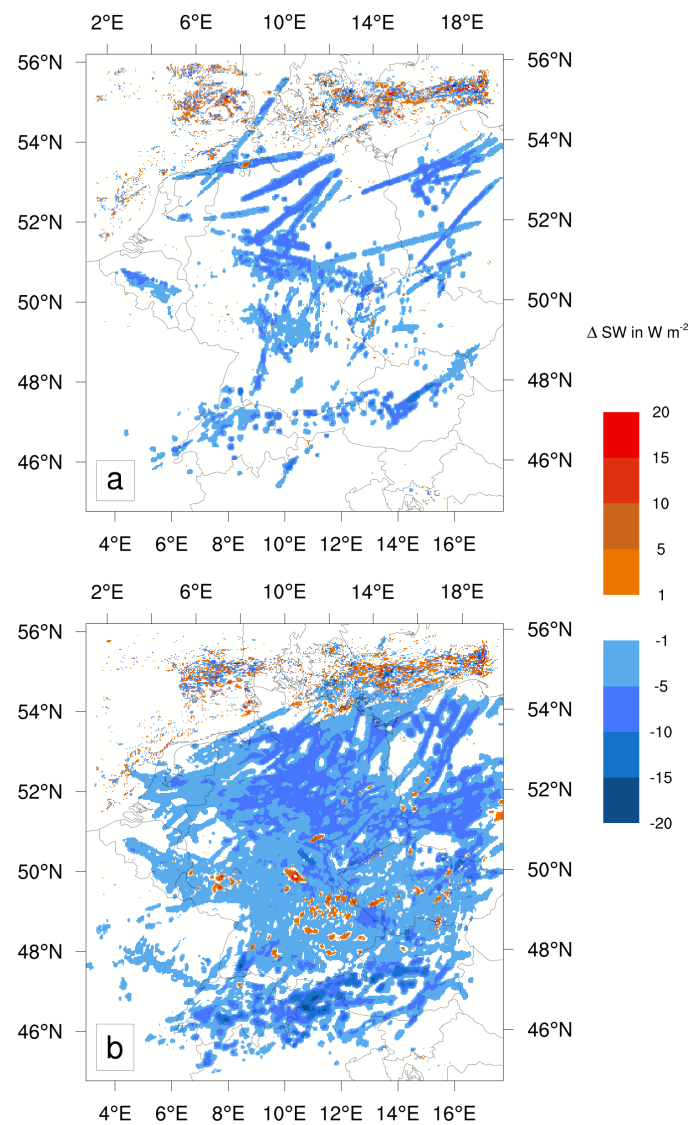 2°E 6°E 10°E 14°E 18°E
56°N 56°N
54°N 54°N
52°N 52°N
50°N 50°N
48°N 48°N
46°N 46°N
a
4°E 6°E 8°E 10°E 12°E 14°E 16°E
Δ SW in W m-2
20
15
10
5
1
-1
-5
-10
-15
-20
2°E 6°E 10°E 14°E 18°E
56°N 56°N
54°N 54°N
52°N 52°N
50°N 50°N
48°N 48°N
46°N 46°N
b
4°E 6°E 8°E 10°E 12°E 14°E 16°E